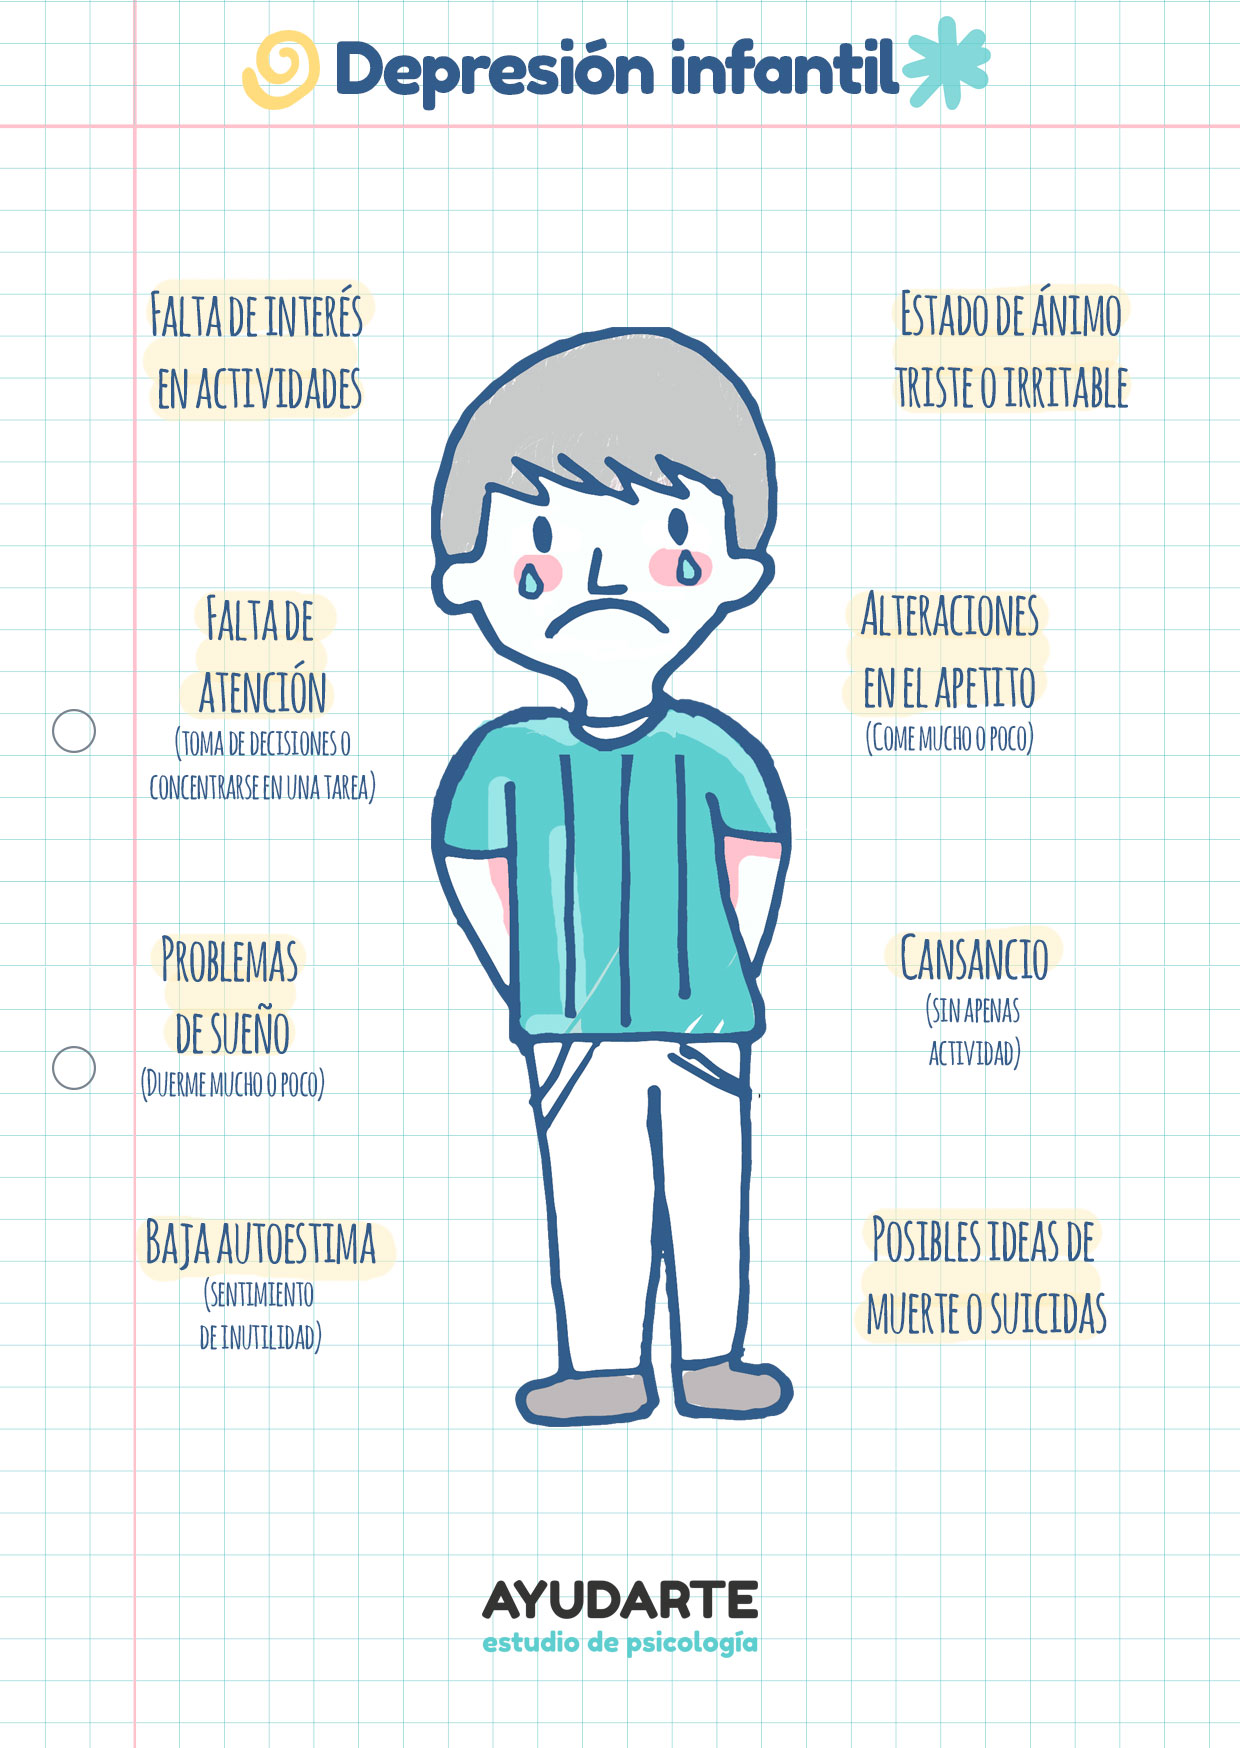 Depresión infantil
FALTA DE INTERÉS
EN ACTIVIDADES
ESTADO DE ÁNIMO
TRISTE O IRRITABLE
FALTA DE
ATENCIÓN
(TOMA DE DECISIONES O
CONCENTRARSE EN UNA TAREA)
ALTERACIONES
EN EL APETITO
(COME MUCHO O POCO)
PROBLEMAS
DE SUEÑO
(DUERME MUCHO O POCO)
CANSANCIO
(SIN APENAS
ACTIVIDAD)
BAJA AUTOESTIMA
(SENTIMIENTO
DE INUTILIDAD)
POSIBLES IDEAS DE
MUERTE O SUICIDAS
AYUDARTE
estudio de psicología